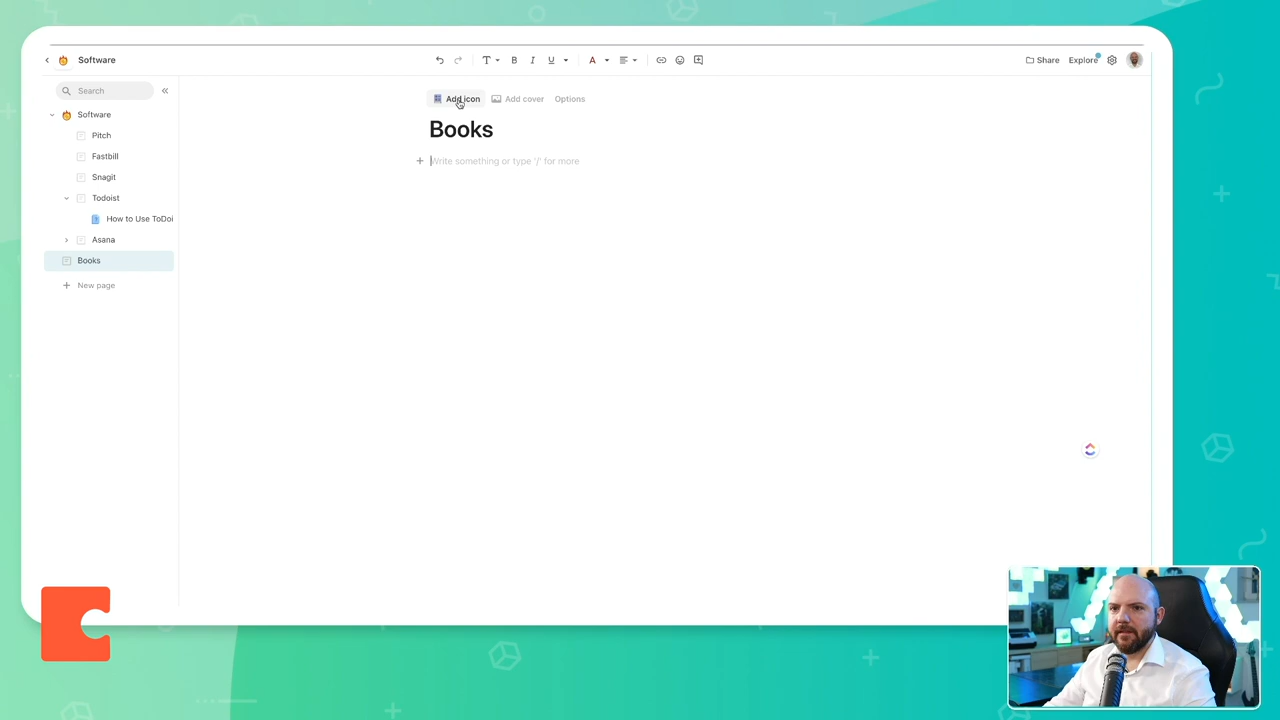 Software
T B I U A Share Explore
Search
Software
Pitch
Fastbill
Snagit
Todoist
How to Use ToDoi
Asana
Books
New page
Add icon Add cover Options
Books
Write something or type '/' for more